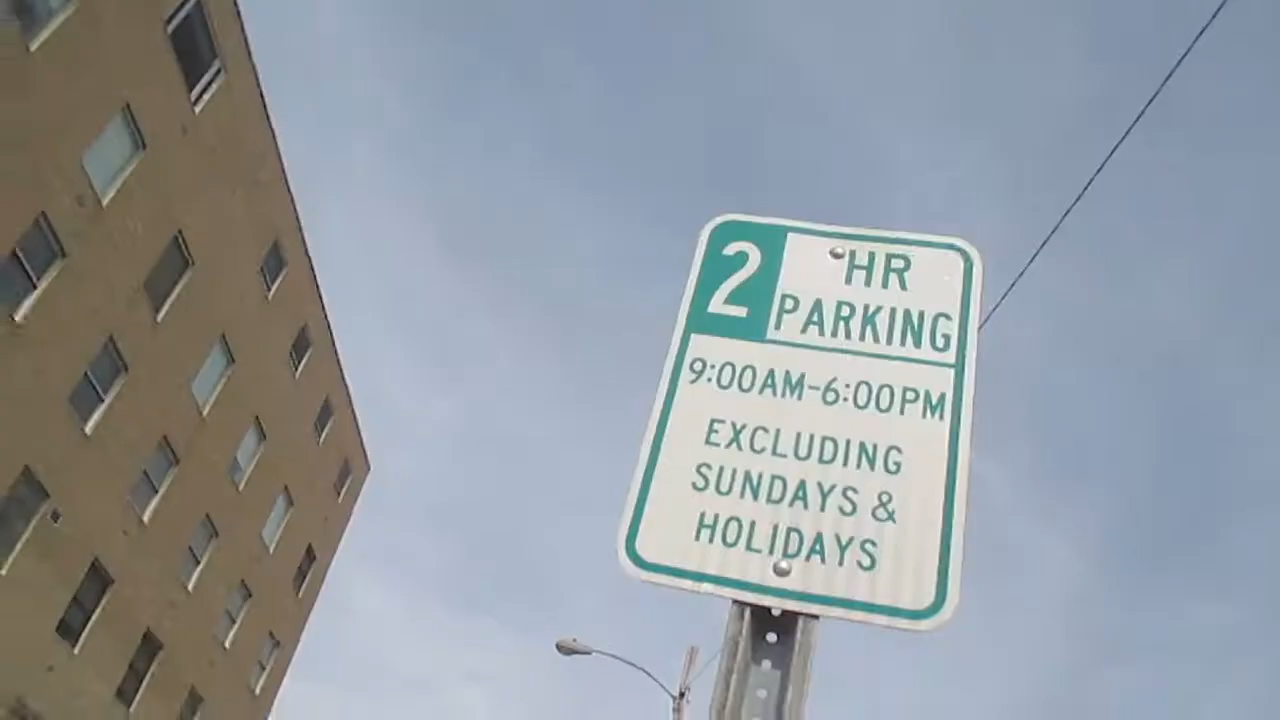 2 HR
PARKING
9:00AM-6:00PM
EXCLUDING
SUNDAYS &
HOLIDAYS